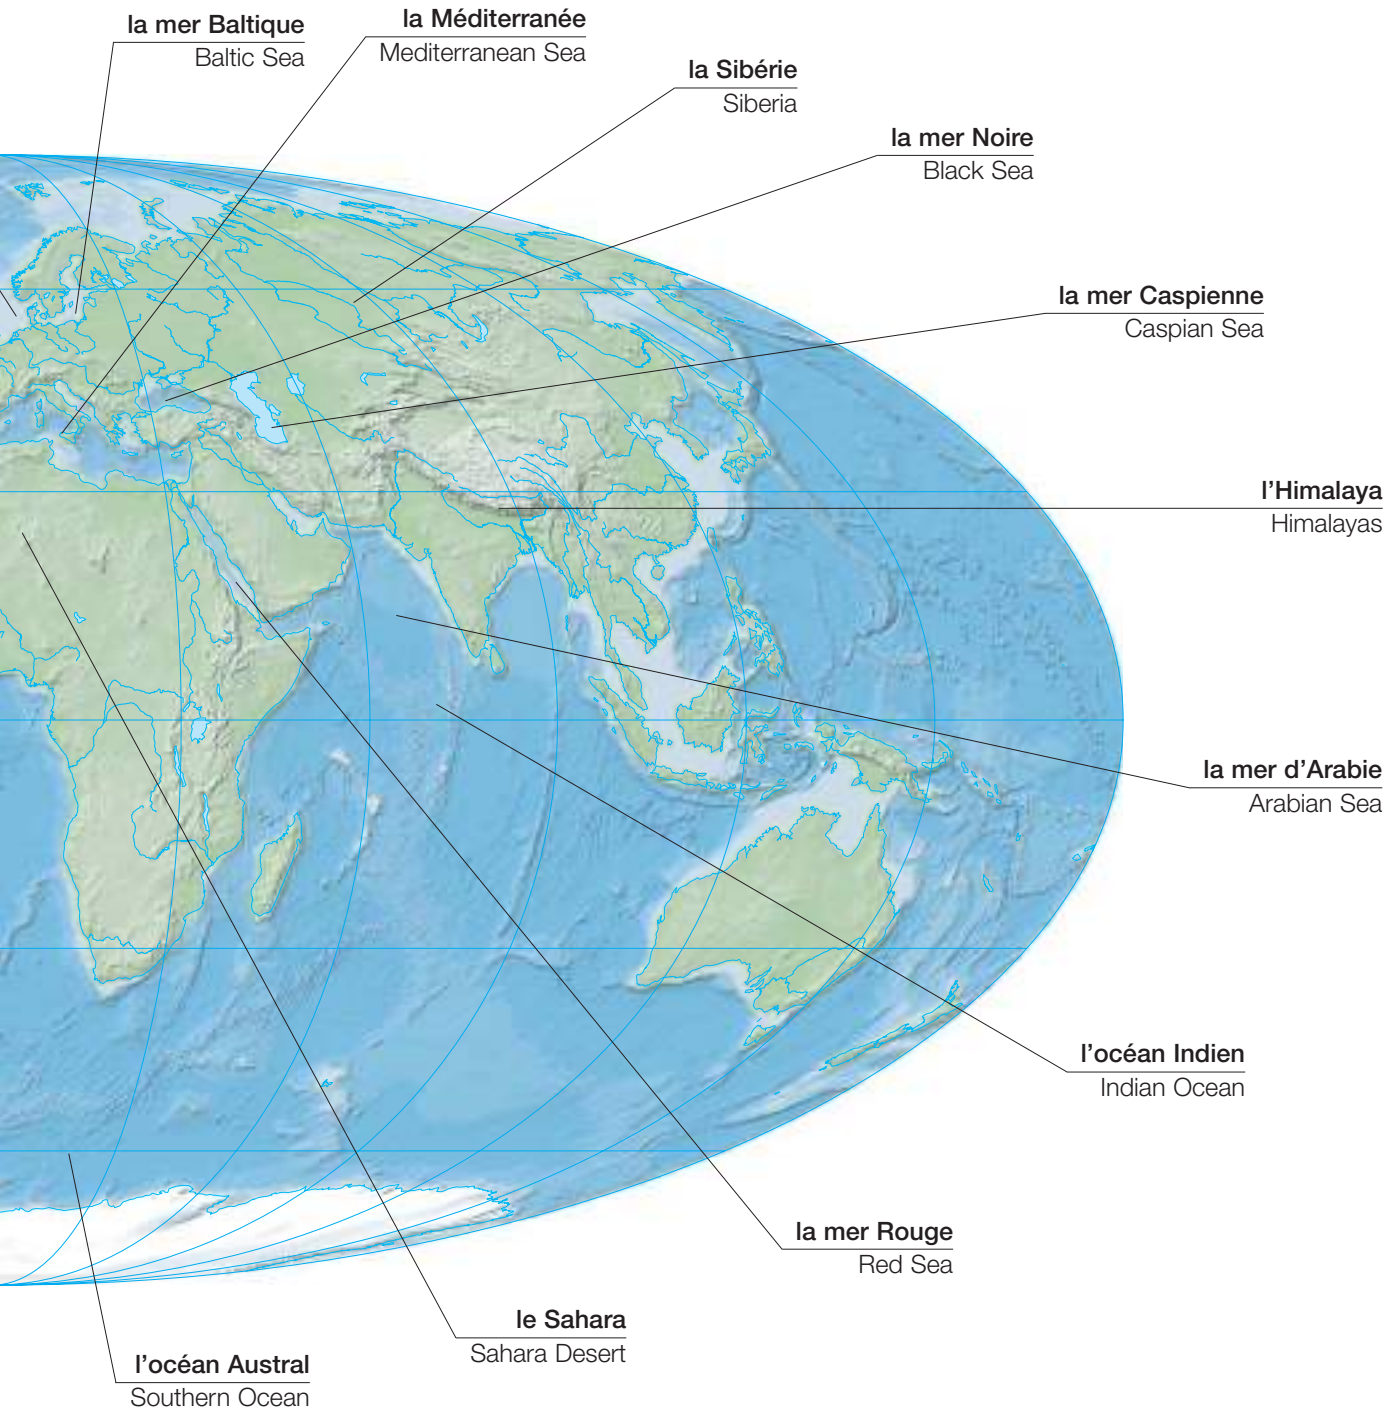 la mer Baltique
Baltic Sea
la Méditerranée
Mediterranean Sea
la Sibérie
Siberia
la mer Noire
Black Sea
la mer Caspienne
Caspian Sea
l’Himalaya
Himalayas
la mer d’Arabie
Arabian Sea
l’océan Indien
Indian Ocean
la mer Rouge
Red Sea
le Sahara
Sahara Desert
l’océan Austral
Southern Ocean